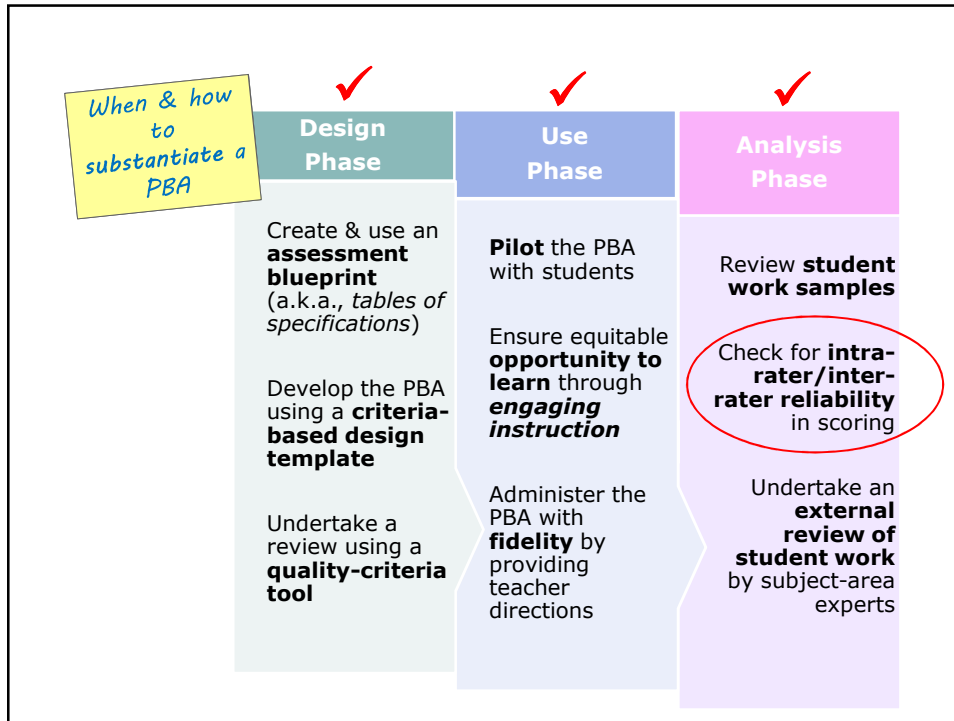 When & how
to
substantiate a
PBA
Design
Phase
Create & use an
assessment
blueprint
(a.k.a., tables of
specifications)
Develop the PBA
using a criteria-
based design
template
Undertake a
review using a
quality-criteria
tool
Use
Phase
Pilot the PBA
with students
Ensure equitable
opportunity to
learn through
engaging
instruction
Administer the
PBA with
fidelity by
providing
teacher
directions
Analysis
Phase
Review student
work samples
Check for intra-
rater/inter-
rater reliability
in scoring
Undertake an
external
review of
student work
by subject-area
experts